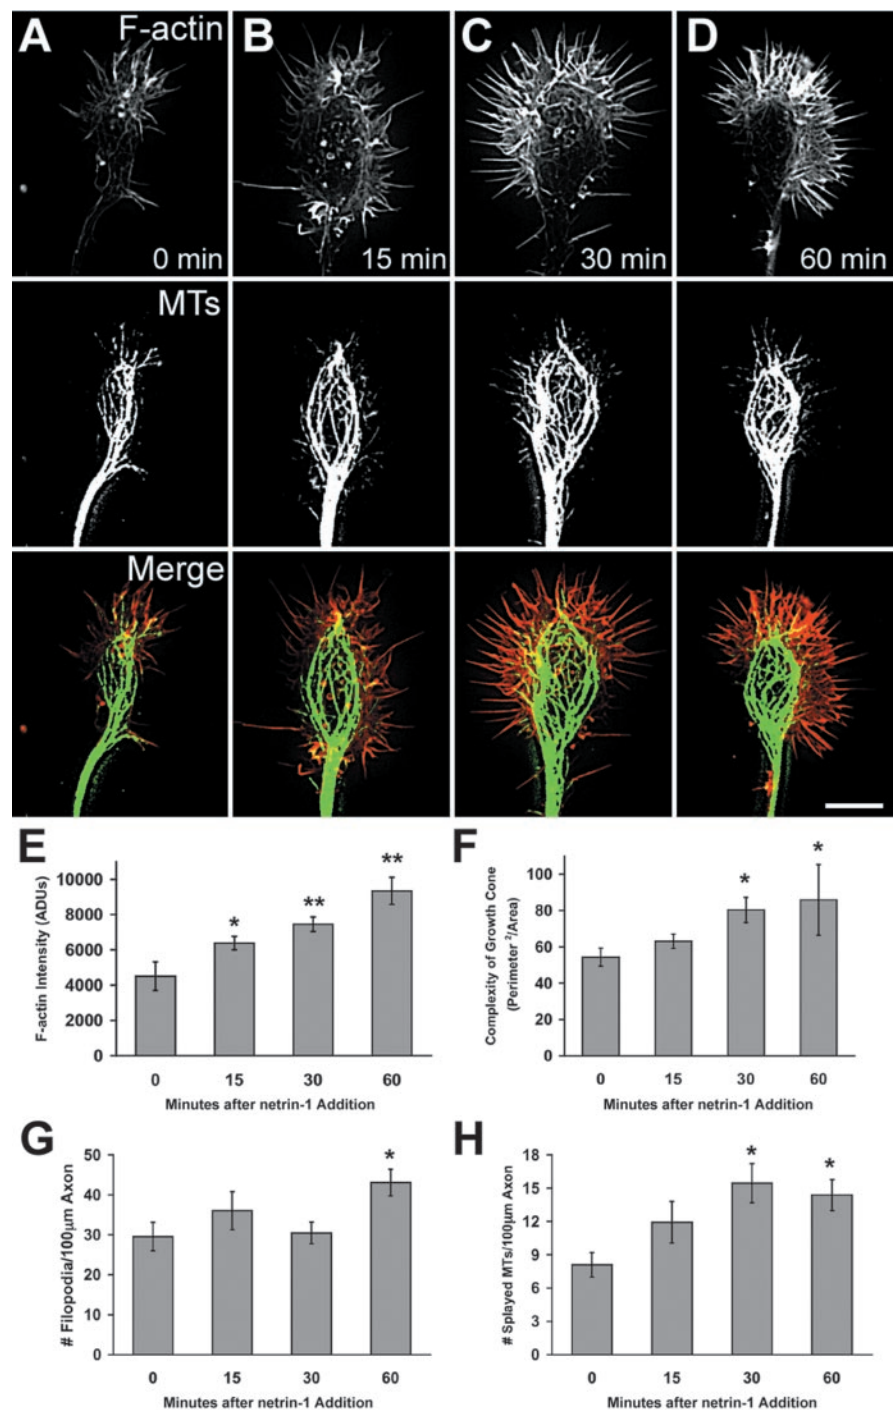 A F-actin B C D
0 min 15 min 30 min 60 min
MTs
Merge
E
F-actin Intensity (ADUs)
10000
8000
6000
4000
2000
0
* ** **
0 15 30 60
Minutes after netrin-1 Addition
F
Complexity of Growth Cone
(Perimeter ²/Area)
100
80
60
40
20
0
* *
0 15 30 60
Minutes after netrin-1 Addition
G
# Filopodia/100µm Axon
50
40
30
20
10
0
*
0 15 30 60
Minutes after netrin-1 Addition
H
# Splayed MTs/100µm Axon
18
15
12
9
6
3
0
* *
0 15 30 60
Minutes after netrin-1 Addition